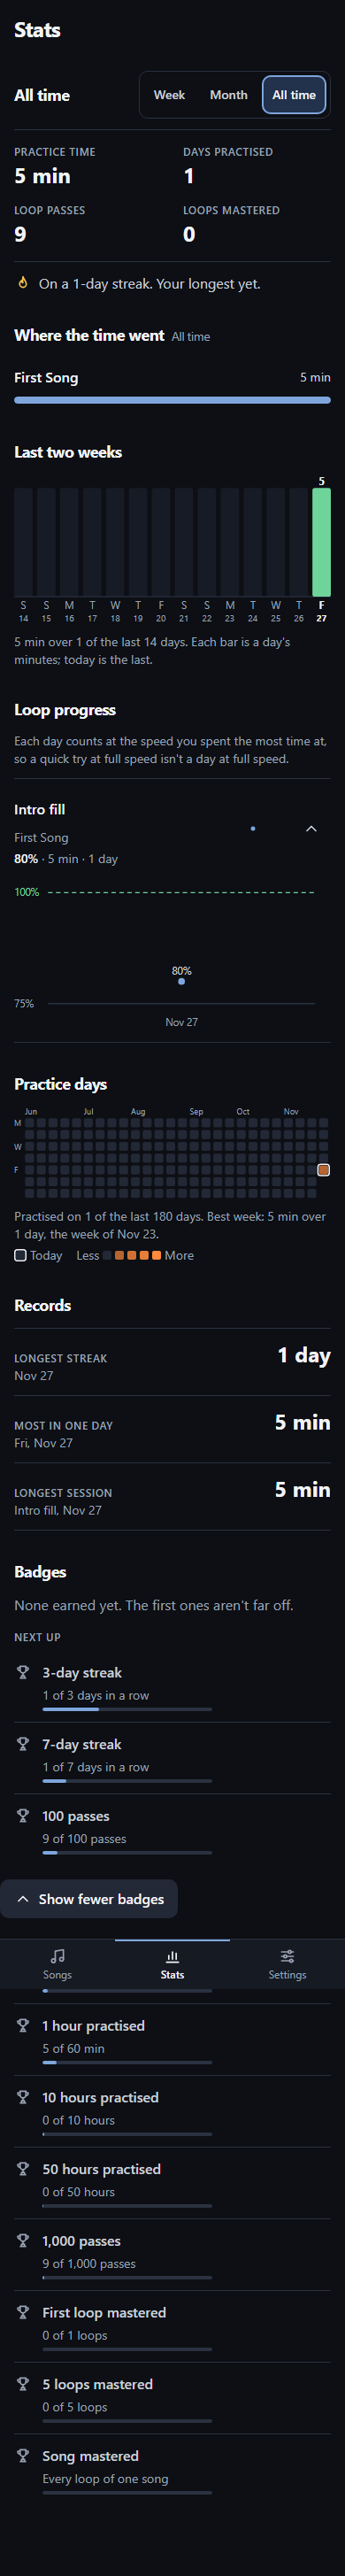 Stats
All time
Week Month All time
PRACTICE TIME DAYS PRACTISED
5 min 1
LOOP PASSES LOOPS MASTERED
9 0
On a 1-day streak. Your longest yet.
Where the time went All time
First Song 5 min
Last two weeks
5
S S M T W T F S S M T W T F
14 15 16 17 18 19 20 21 22 23 24 25 26 27
5 min over 1 of the last 14 days. Each bar is a day's
minutes; today is the last.
Loop progress
Each day counts at the speed you spent the most time at,
so a quick try at full speed isn't a day at full speed.
Intro fill
First Song
80% · 5 min · 1 day
100%
80%
75%
Nov 27
Practice days
Jun Jul Aug Sep Oct Nov
M
W
F
Practised on 1 of the last 180 days. Best week: 5 min over
1 day, the week of Nov 23.
Today Less More
Records
LONGEST STREAK 1 day
Nov 27
MOST IN ONE DAY 5 min
Fri, Nov 27
LONGEST SESSION 5 min
Intro fill, Nov 27
Badges
None earned yet. The first ones aren't far off.
NEXT UP
3-day streak
1 of 3 days in a row
7-day streak
1 of 7 days in a row
100 passes
9 of 100 passes
Show fewer badges
Songs Stats Settings
1 hour practised
5 of 60 min
10 hours practised
0 of 10 hours
50 hours practised
0 of 50 hours
1,000 passes
9 of 1,000 passes
First loop mastered
0 of 1 loops
5 loops mastered
0 of 5 loops
Song mastered
Every loop of one song